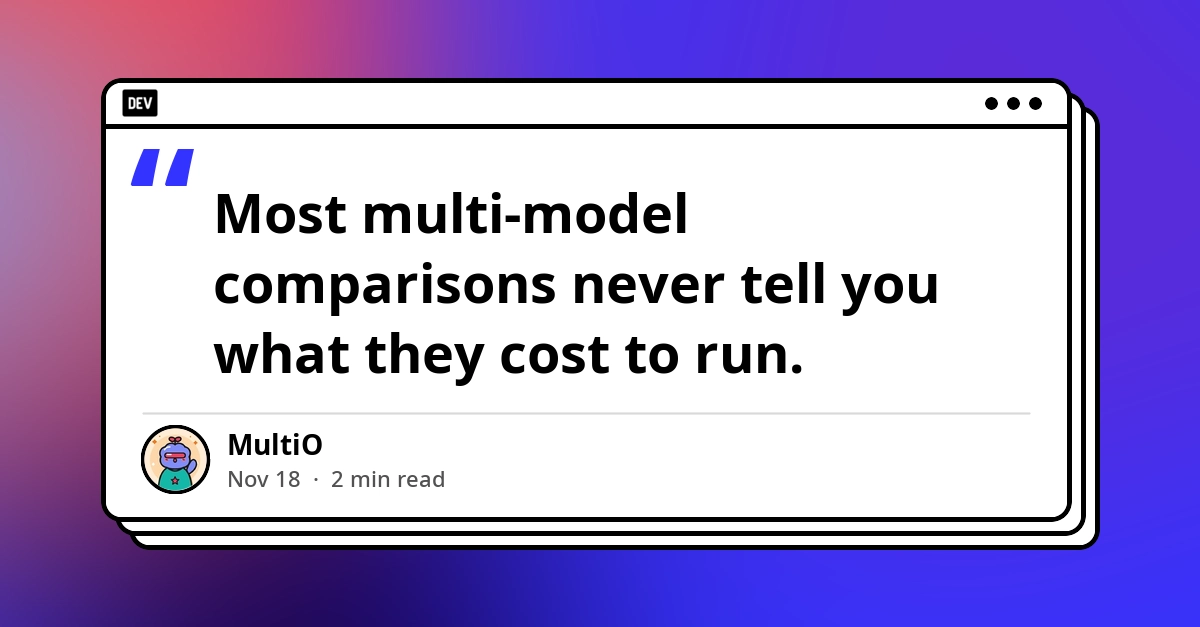 DEV
“
Most multi-model
comparisons never tell you
what they cost to run.
MultiO
Nov 18 · 2 min read